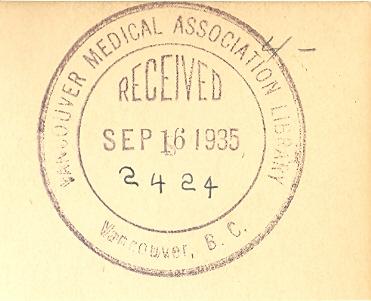 VANCOUVER MEDICAL ASSOCIATION LIBRARY
RECEIVED
SEP 16 1935
2424
Vancouver, B. C.